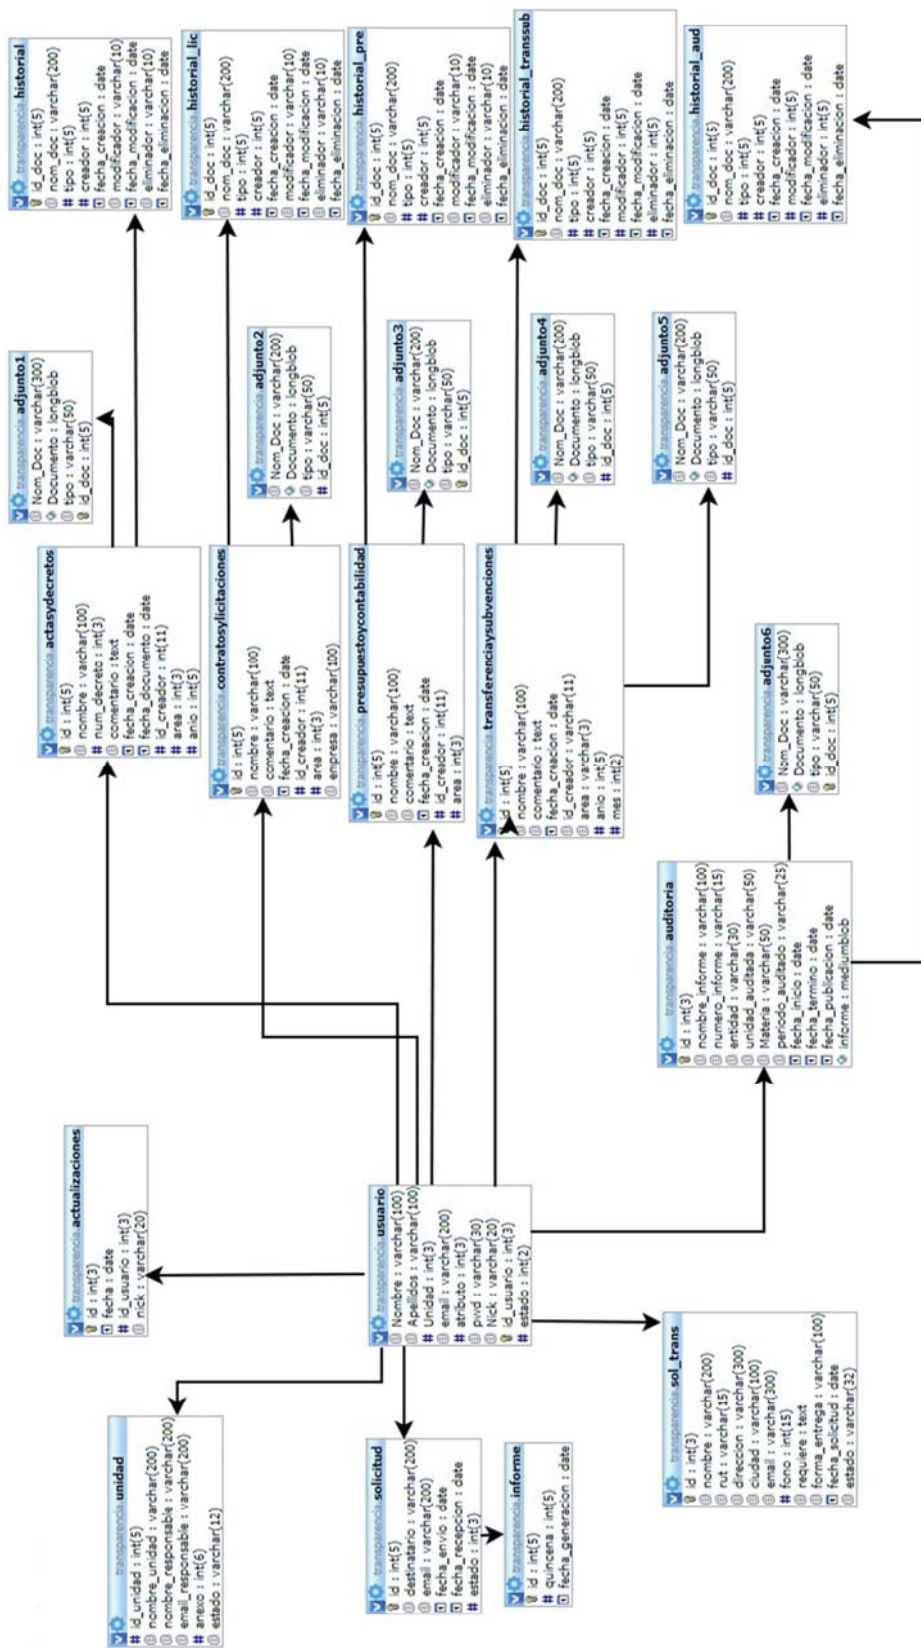 transparencia.unidad
id_unidad : int(5)
nombre_unidad : varchar(200)
nombre_responsable : varchar(200)
email_responsable : varchar(200)
anexo : int(6)
estado : varchar(12)
transparencia.actualizaciones
id : int(3)
fecha : date
id_usuario : int(3)
nick : varchar(20)
transparencia.solicitud
id : int(5)
destinatario : varchar(200)
email : varchar(200)
fecha_envio : date
fecha_recepcion : date
estado : int(3)
transparencia.informe
id : int(5)
quincena : int(5)
fecha_generacion : date
transparencia.usuario
Nombre : varchar(100)
Apellidos : varchar(100)
Unidad : int(3)
email : varchar(200)
atributo : int(3)
pwd : varchar(30)
Nick : varchar(20)
id_usuario : int(3)
estado : int(2)
transparencia.sol_trans
id : int(3)
nombre : varchar(200)
rut : varchar(15)
direccion : varchar(300)
ciudad : varchar(100)
email : varchar(300)
fono : int(15)
requiere : text
forma_entrega : varchar(100)
fecha_solicitud : date
estado : varchar(32)
transparencia.auditoria
id : int(3)
nombre_informe : varchar(100)
numero_informe : varchar(15)
entidad : varchar(30)
unidad_auditada : varchar(50)
Materia : varchar(50)
periodo_auditado : varchar(25)
fecha_inicio : date
fecha_termino : date
fecha_publicacion : date
informe : mediumblob
transparencia.actasydecretos
id : int(5)
nombre : varchar(100)
num_decreto : int(3)
comentario : text
fecha_creacion : date
fecha_documento : date
id_creador : int(11)
area : int(3)
anio : int(5)
transparencia.contratosylicitaciones
id : int(5)
nombre : varchar(100)
comentario : text
fecha_creacion : date
id_creador : int(11)
area : int(3)
empresa : varchar(100)
transparencia.presupuestoycontabilidad
id : int(5)
nombre : varchar(100)
comentario : text
fecha_creacion : date
id_creador : int(11)
area : int(3)
transparencia.transferenciaysubvenciones
id : int(5)
nombre : varchar(100)
comentario : text
fecha_creacion : date
id_creador : varchar(11)
area : varchar(3)
anio : int(5)
mes : int(2)
transparencia.adjunto1
Nom_Doc : varchar(300)
Documento : longblob
tipo : varchar(50)
id_doc : int(5)
transparencia.adjunto2
Nom_Doc : varchar(200)
Documento : longblob
tipo : varchar(50)
id_doc : int(5)
transparencia.adjunto3
Nom_Doc : varchar(200)
Documento : longblob
tipo : varchar(50)
id_doc : int(5)
transparencia.adjunto4
Nom_Doc : varchar(200)
Documento : longblob
tipo : varchar(50)
id_doc : int(5)
transparencia.adjunto5
Nom_Doc : varchar(200)
Documento : longblob
tipo : varchar(50)
id_doc : int(5)
transparencia.adjunto6
Nom_Doc : varchar(300)
Documento : longblob
tipo : varchar(50)
id_doc : int(5)
transparencia.historial
id_doc : int(5)
nom_doc : varchar(200)
tipo : int(5)
creador : int(5)
fecha_creacion : date
modificador : varchar(10)
fecha_modificacion : date
eliminador : varchar(10)
fecha_eliminacion : date
transparencia.historial_lic
id_doc : int(5)
nom_doc : varchar(200)
tipo : int(5)
creador : int(5)
fecha_creacion : date
modificador : varchar(10)
fecha_modificacion : date
eliminador : varchar(10)
fecha_eliminacion : date
transparencia.historial_pre
id_doc : int(5)
nom_doc : varchar(200)
tipo : int(5)
creador : int(5)
fecha_creacion : date
modificador : varchar(10)
fecha_modificacion : date
eliminador : varchar(10)
fecha_eliminacion : date
transparencia.historial_transsub
id_doc : int(5)
nom_doc : varchar(200)
tipo : int(5)
creador : int(5)
fecha_creacion : date
modificador : int(5)
fecha_modificacion : date
eliminador : int(5)
fecha_eliminacion : date
transparencia.historial_aud
id_doc : int(5)
nom_doc : varchar(200)
tipo : int(5)
creador : int(5)
fecha_creacion : date
modificador : int(5)
fecha_modificacion : date
eliminador : int(5)
fecha_eliminacion : date